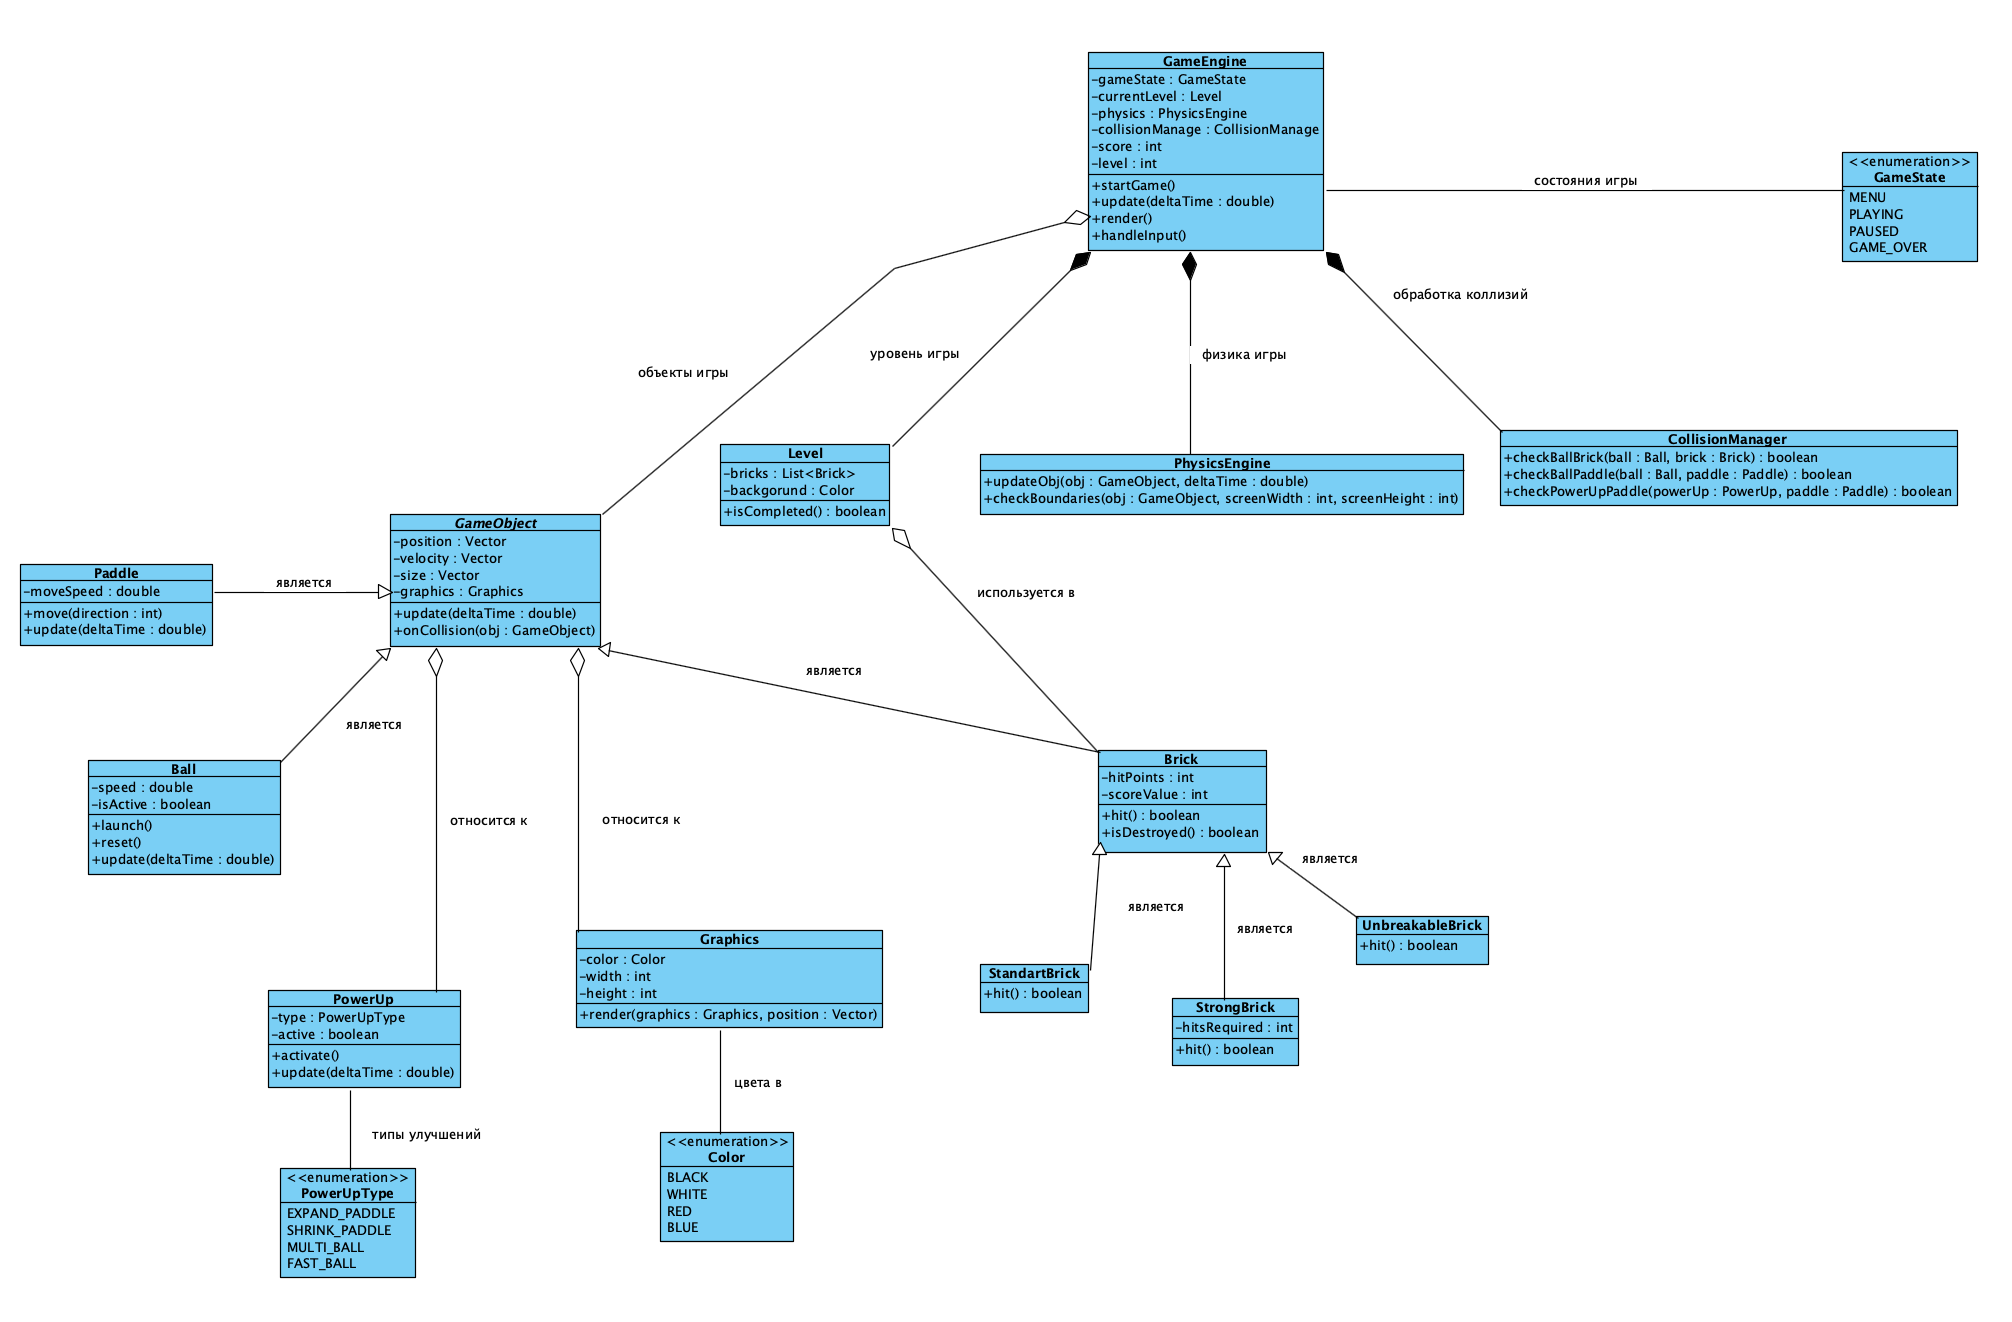 GameEngine
-gameState : GameState
-currentLevel : Level
-physics : PhysicsEngine
-collisionManage : CollisionManage
-score : int
-level : int
+startGame()
+update(deltaTime : double)
+render()
+handleInput()
<<enumeration>>
GameState
MENU
PLAYING
PAUSED
GAME_OVER
состояния игры
обработка коллизий
уровень игры
физика игры
объекты игры
Level
-bricks : List<Brick>
-backgorund : Color
+isCompleted() : boolean
PhysicsEngine
+updateObj(obj : GameObject, deltaTime : double)
+checkBoundaries(obj : GameObject, screenWidth : int, screenHeight : int)
CollisionManager
+checkBallBrick(ball : Ball, brick : Brick) : boolean
+checkBallPaddle(ball : Ball, paddle : Paddle) : boolean
+checkPowerUpPaddle(powerUp : PowerUp, paddle : Paddle) : boolean
GameObject
-position : Vector
-velocity : Vector
-size : Vector
-graphics : Graphics
+update(deltaTime : double)
+onCollision(obj : GameObject)
Paddle
-moveSpeed : double
+move(direction : int)
+update(deltaTime : double)
является
используется в
является
является
Ball
-speed : double
-isActive : boolean
+launch()
+reset()
+update(deltaTime : double)
относится к
относится к
Brick
-hitPoints : int
-scoreValue : int
+hit() : boolean
+isDestroyed() : boolean
является
является
является
UnbreakableBrick
+hit() : boolean
StandartBrick
+hit() : boolean
StrongBrick
-hitsRequired : int
+hit() : boolean
Graphics
-color : Color
-width : int
-height : int
+render(graphics : Graphics, position : Vector)
PowerUp
-type : PowerUpType
-active : boolean
+activate()
+update(deltaTime : double)
цвета в
типы улучшений
<<enumeration>>
Color
BLACK
WHITE
RED
BLUE
<<enumeration>>
PowerUpType
EXPAND_PADDLE
SHRINK_PADDLE
MULTI_BALL
FAST_BALL